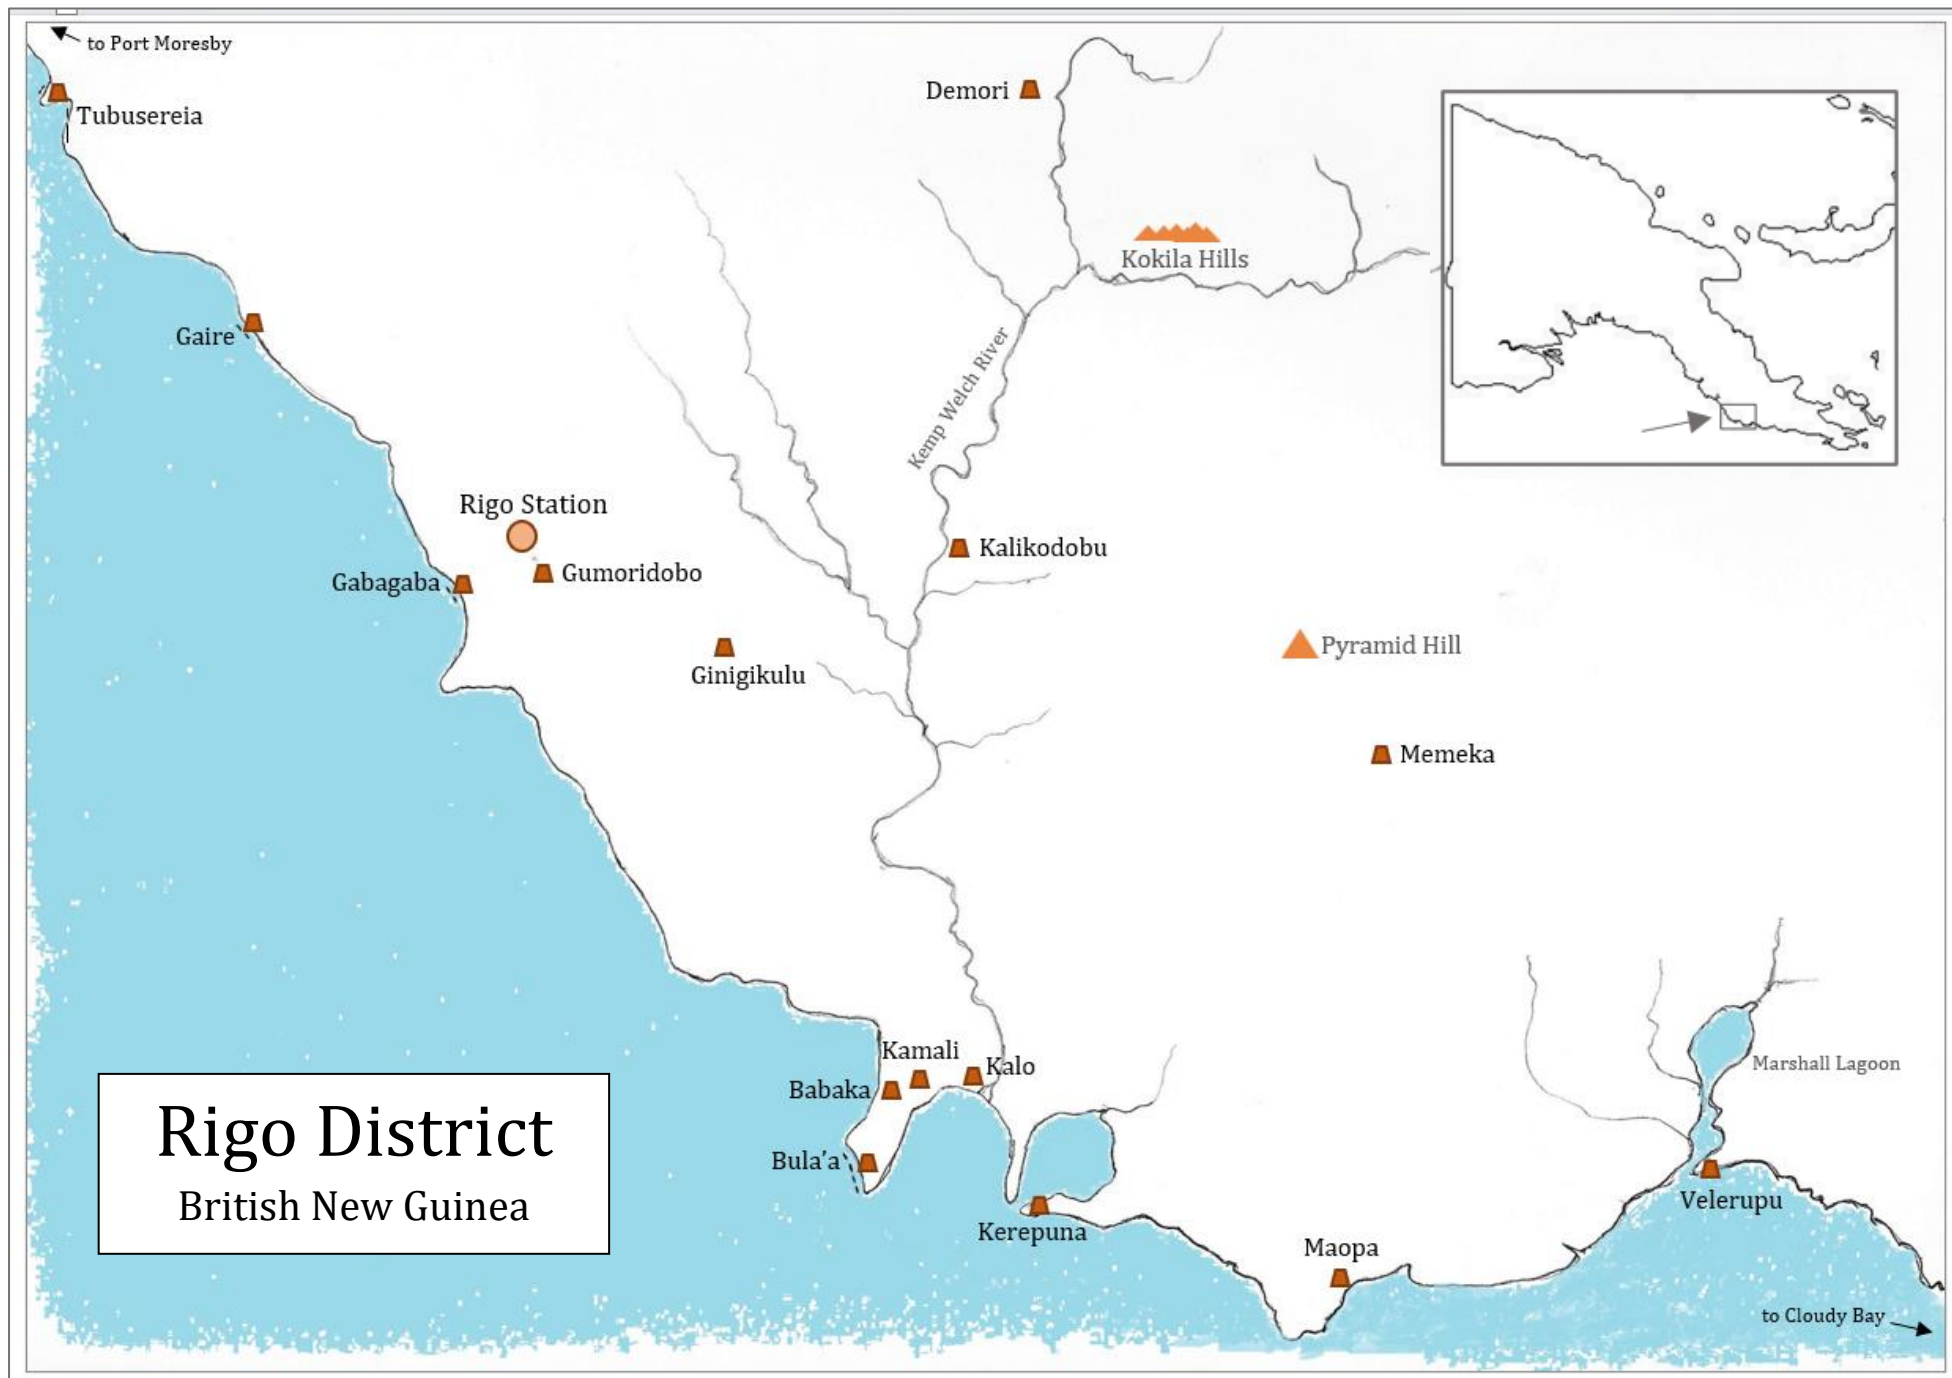 to Port Moresby
Tubusereia
Demori
Kokila Hills
Gaire
Kemp Welch River
Rigo Station
Gumoridobo
Gabagaba
Kalikodobu
Ginigikulu
Pyramid Hill
Memeka
Kamali
Kalo
Babaka
Marshall Lagoon
Bula'a
Velerupu
Kerepuna
Maopa
to Cloudy Bay
Rigo District
British New Guinea